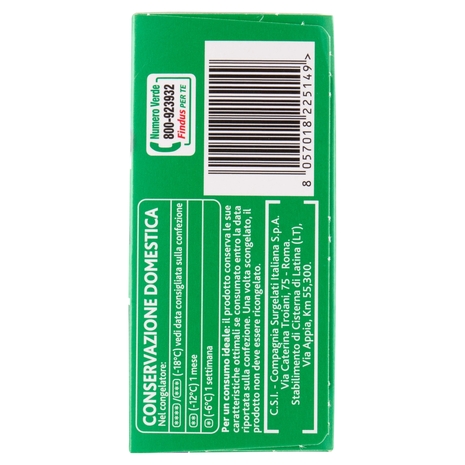 CONSERVAZIONE DOMESTICA
Nel congelatore:
(-18°C) vedi data consigliata sulla confezione
(-12°C) 1 mese
(-6°C) 1 settimana
Per un consumo ideale: il prodotto conserva le sue
caratteristiche ottimali se consumato entro la data
riportata sulla confezione. Una volta scongelato, il
prodotto non deve essere ricongelato.
C.S.I. - Compagnia Surgelati Italiana S.p.A.
Via Caterina Troiani, 75 - Roma.
Stabilimento di Cisterna di Latina (LT),
Via Appia, Km 55,300.
Numero Verde
800-923932
Findus PER TE
8 057018 225149 >